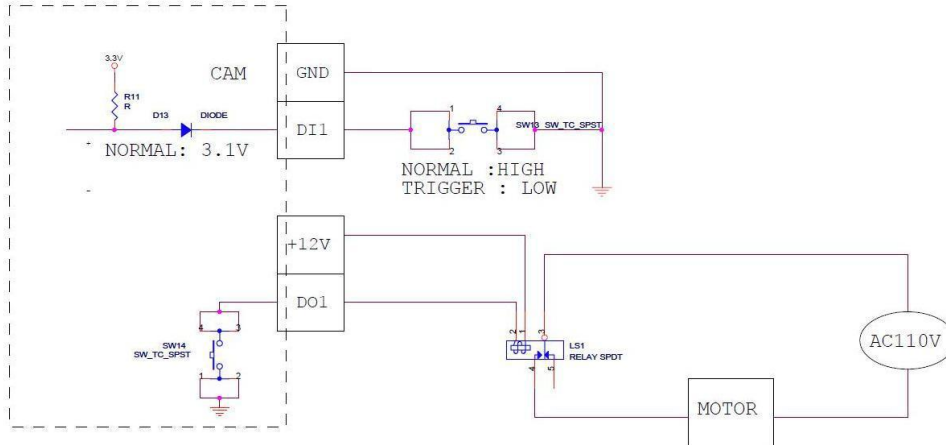 3.3V
R11
R
CAM
GND
D13
DIODE
DI1
1
4
SW13 SW_TC_SPST
2
3
+
NORMAL: 3.1V
-
NORMAL :HIGH
TRIGGER : LOW
+12V
DO1
4
3
SW14
SW_TC_SPST
1
2
2
1
3
LS1
RELAY SPDT
4
5
AC110V
MOTOR